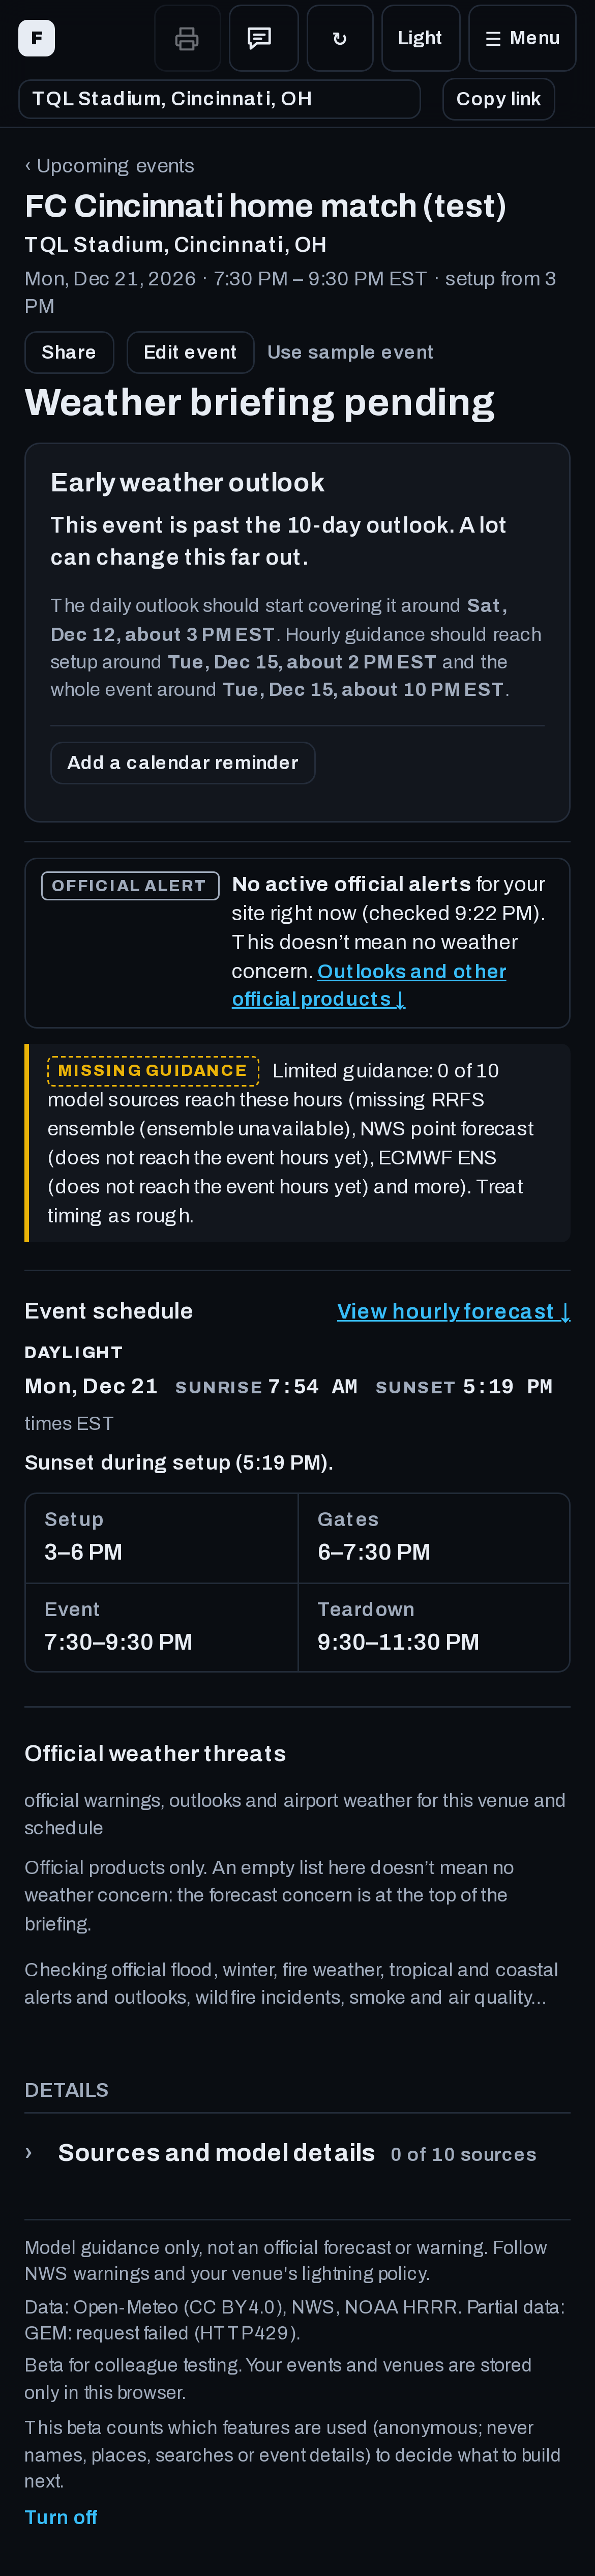 F
↻
Light
☰ Menu
TQL Stadium, Cincinnati, OH
Copy link
‹ Upcoming events
FC Cincinnati home match (test)
TQL Stadium, Cincinnati, OH
Mon, Dec 21, 2026 · 7:30 PM – 9:30 PM EST · setup from 3
PM
Share
Edit event
Use sample event
Weather briefing pending
Early weather outlook
This event is past the 10-day outlook. A lot
can change this far out.
The daily outlook should start covering it around Sat,
Dec 12, about 3 PM EST. Hourly guidance should reach
setup around Tue, Dec 15, about 2 PM EST and the
whole event around Tue, Dec 15, about 10 PM EST.
Add a calendar reminder
OFFICIAL ALERT
No active official alerts for your
site right now (checked 9:22 PM).
This doesn’t mean no weather
concern. Outlooks and other
official products ↓
MISSING GUIDANCE Limited guidance: 0 of 10
model sources reach these hours (missing RRFS
ensemble (ensemble unavailable), NWS point forecast
(does not reach the event hours yet), ECMWF ENS
(does not reach the event hours yet) and more). Treat
timing as rough.
Event schedule
View hourly forecast ↓
DAYLIGHT
Mon, Dec 21 SUNRISE 7:54 AM SUNSET 5:19 PM
times EST
Sunset during setup (5:19 PM).
Setup
3–6 PM
Gates
6–7:30 PM
Event
7:30–9:30 PM
Teardown
9:30–11:30 PM
Official weather threats
official warnings, outlooks and airport weather for this venue and
schedule
Official products only. An empty list here doesn’t mean no
weather concern: the forecast concern is at the top of the
briefing.
Checking official flood, winter, fire weather, tropical and coastal
alerts and outlooks, wildfire incidents, smoke and air quality…
DETAILS
› Sources and model details 0 of 10 sources
Model guidance only, not an official forecast or warning. Follow
NWS warnings and your venue's lightning policy.
Data: Open-Meteo (CC BY 4.0), NWS, NOAA HRRR. Partial data:
GEM: request failed (HTTP 429).
Beta for colleague testing. Your events and venues are stored
only in this browser.
This beta counts which features are used (anonymous; never
names, places, searches or event details) to decide what to build
next.
Turn off